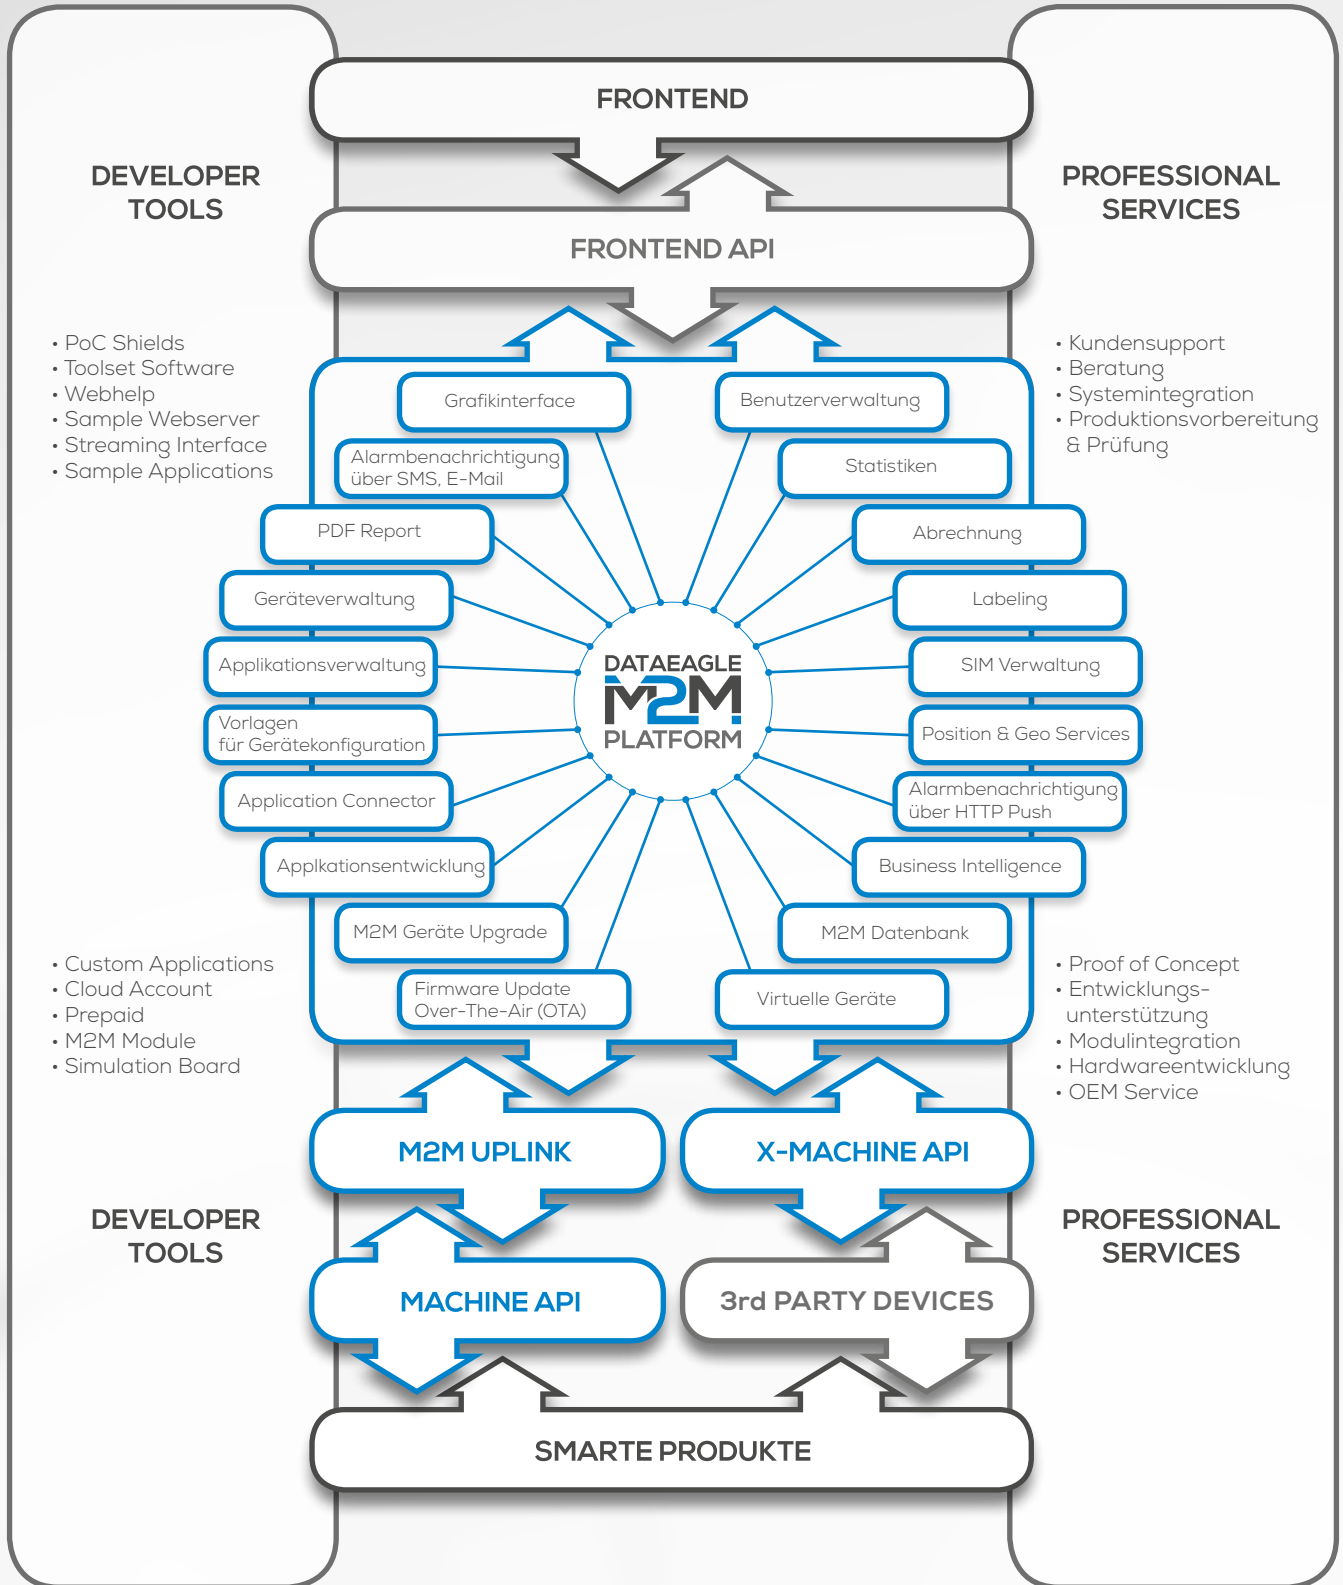 FRONTEND
DEVELOPER
TOOLS
PROFESSIONAL
SERVICES
FRONTEND API
• PoC Shields
• Toolset Software
• Webhelp
• Sample Webserver
• Streaming Interface
• Sample Applications
• Kundensupport
• Beratung
• Systemintegration
• Produktionsvorbereitung
& Prüfung
Grafikinterface
Benutzerverwaltung
Alarmbenachrichtigung
über SMS, E-Mail
Statistiken
PDF Report
Abrechnung
Geräteverwaltung
Labeling
Applikationsverwaltung
SIM Verwaltung
Vorlagen
für Gerätekonfiguration
Position & Geo Services
Application Connector
Alarmbenachrichtigung
über HTTP Push
Applkationsentwicklung
Business Intelligence
M2M Geräte Upgrade
M2M Datenbank
Firmware Update
Over-The-Air (OTA)
Virtuelle Geräte
DATAEAGLE
M2M
PLATFORM
• Custom Applications
• Cloud Account
• Prepaid
• M2M Module
• Simulation Board
• Proof of Concept
• Entwicklungs-
unterstützung
• Modulintegration
• Hardwareentwicklung
• OEM Service
M2M UPLINK
X-MACHINE API
DEVELOPER
TOOLS
PROFESSIONAL
SERVICES
MACHINE API
3rd PARTY DEVICES
SMARTE PRODUKTE